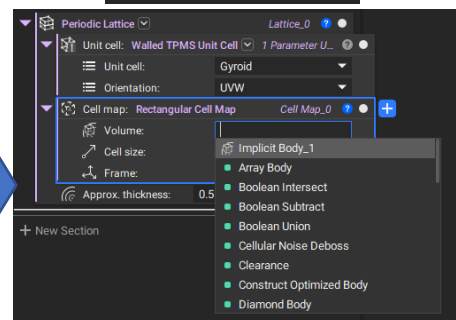 Periodic Lattice Lattice_0 ?
Unit cell: Walled TPMS Unit Cell 1 Parameter U... ?
Unit cell: Gyroid
Orientation: UVW
Cell map: Rectangular Cell Map Cell Map_0 ? +
Volume:
Implicit Body_1
Cell size:
Array Body
Frame:
Boolean Intersect
Approx. thickness: 0.5
Boolean Subtract
+ New Section
Boolean Union
Cellular Noise Deboss
Clearance
Construct Optimized Body
Diamond Body